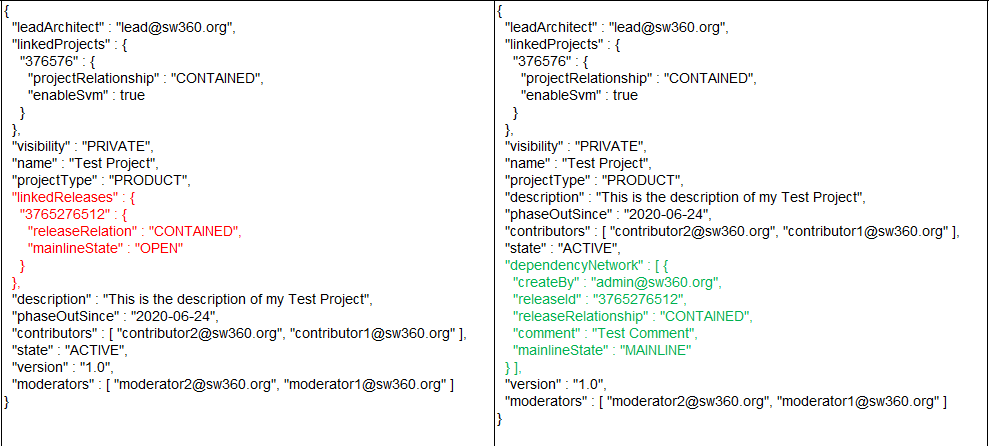 {
  "leadArchitect" : "lead@sw360.org",
  "linkedProjects" : {
    "376576" : {
      "projectRelationship" : "CONTAINED",
      "enableSvm" : true
    }
  },
  "visibility" : "PRIVATE",
  "name" : "Test Project",
  "projectType" : "PRODUCT",
  "linkedReleases" : {
    "3765276512" : {
      "releaseRelation" : "CONTAINED",
      "mainlineState" : "OPEN"
    }
  },
  "description" : "This is the description of my Test Project",
  "phaseOutSince" : "2020-06-24",
  "contributors" : [ "contributor2@sw360.org", "contributor1@sw360.org" ],
  "state" : "ACTIVE",
  "version" : "1.0",
  "moderators" : [ "moderator2@sw360.org", "moderator1@sw360.org" ]
}
{
  "leadArchitect" : "lead@sw360.org",
  "linkedProjects" : {
    "376576" : {
      "projectRelationship" : "CONTAINED",
      "enableSvm" : true
    }
  },
  "visibility" : "PRIVATE",
  "name" : "Test Project",
  "projectType" : "PRODUCT",
  "description" : "This is the description of my Test Project",
  "phaseOutSince" : "2020-06-24",
  "contributors" : [ "contributor2@sw360.org", "contributor1@sw360.org" ],
  "state" : "ACTIVE",
  "dependencyNetwork" : [ {
    "createBy" : "admin@sw360.org",
    "releaseId" : "3765276512",
    "releaseRelationship" : "CONTAINED",
    "comment" : "Test Comment",
    "mainlineState" : "MAINLINE"
  } ],
  "version" : "1.0",
  "moderators" : [ "moderator2@sw360.org", "moderator1@sw360.org" ]
}